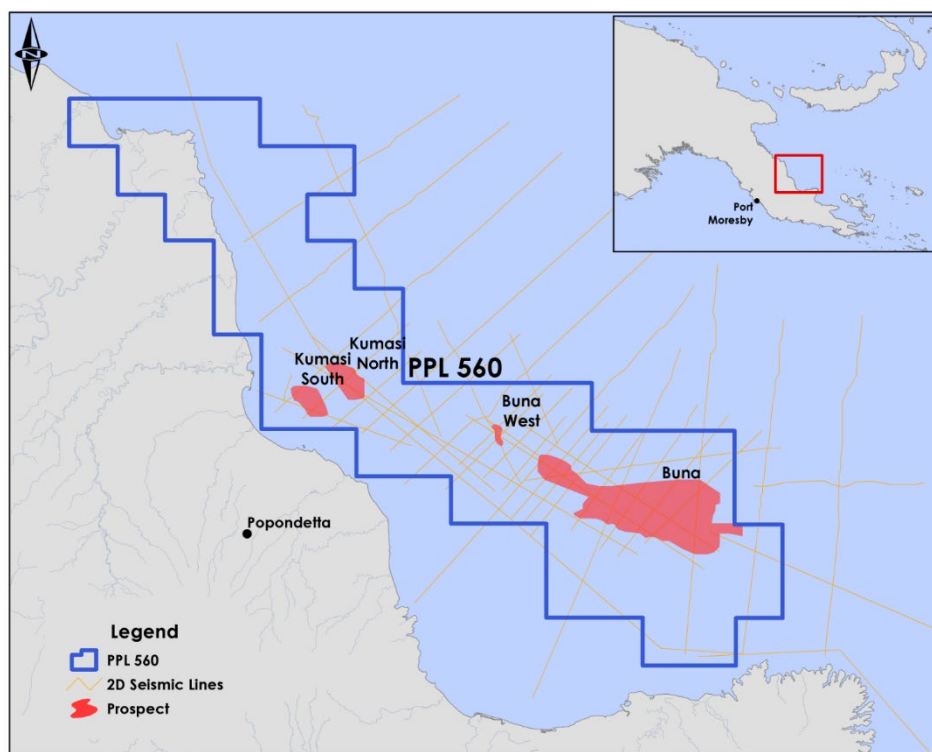 N
Port
Moresby
Kumasi
North
Kumasi
South
PPL 560
Buna
West
Buna
Popondetta
Legend
PPL 560
2D Seismic Lines
Prospect